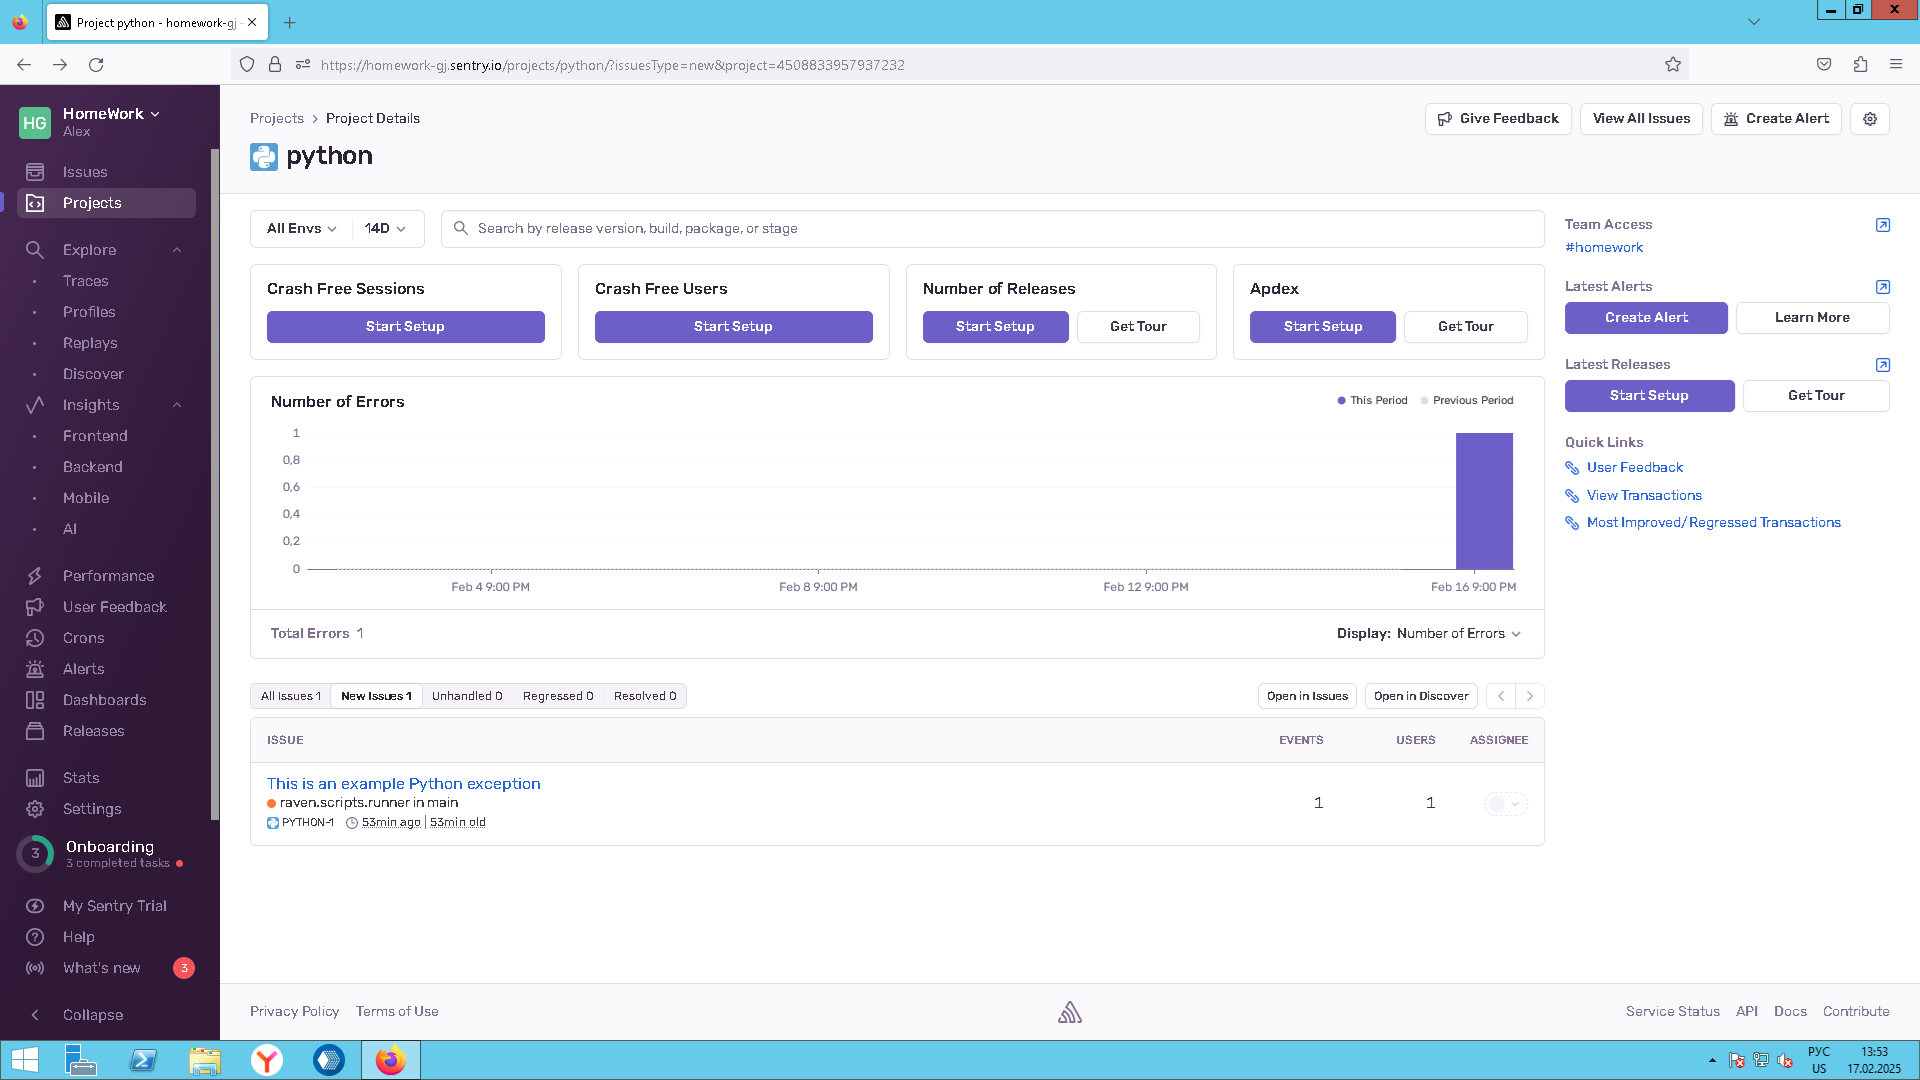 Project python - homework-gj -
https://homework-gj.sentry.io/projects/python/?issuesType=new&project=4508833957937232
HG
HomeWork
Alex
Issues
Projects
Explore
Traces
Profiles
Replays
Discover
Insights
Frontend
Backend
Mobile
AI
Performance
User Feedback
Crons
Alerts
Dashboards
Releases
Stats
Settings
3
Onboarding
3 completed tasks
My Sentry Trial
Help
What's new
3
Collapse
Projects > Project Details
Give Feedback
View All Issues
Create Alert
python
All Envs
14D
Search by release version, build, package, or stage
Crash Free Sessions
Start Setup
Crash Free Users
Start Setup
Number of Releases
Start Setup
Get Tour
Apdex
Start Setup
Get Tour
Number of Errors
This Period
Previous Period
1
0,8
0,6
0,4
0,2
0
Feb 4 9:00 PM
Feb 8 9:00 PM
Feb 12 9:00 PM
Feb 16 9:00 PM
Total Errors 1
Display: Number of Errors
All Issues 1
New Issues 1
Unhandled 0
Regressed 0
Resolved 0
Open in Issues
Open in Discover
ISSUE
EVENTS
USERS
ASSIGNEE
This is an example Python exception
raven.scripts.runner in main
PYTHON-1
53min ago | 53min old
1
1
Team Access
#homework
Latest Alerts
Create Alert
Learn More
Latest Releases
Start Setup
Get Tour
Quick Links
User Feedback
View Transactions
Most Improved/Regressed Transactions
Privacy Policy
Terms of Use
Service Status
API
Docs
Contribute
РУС
US
13:53
17.02.2025